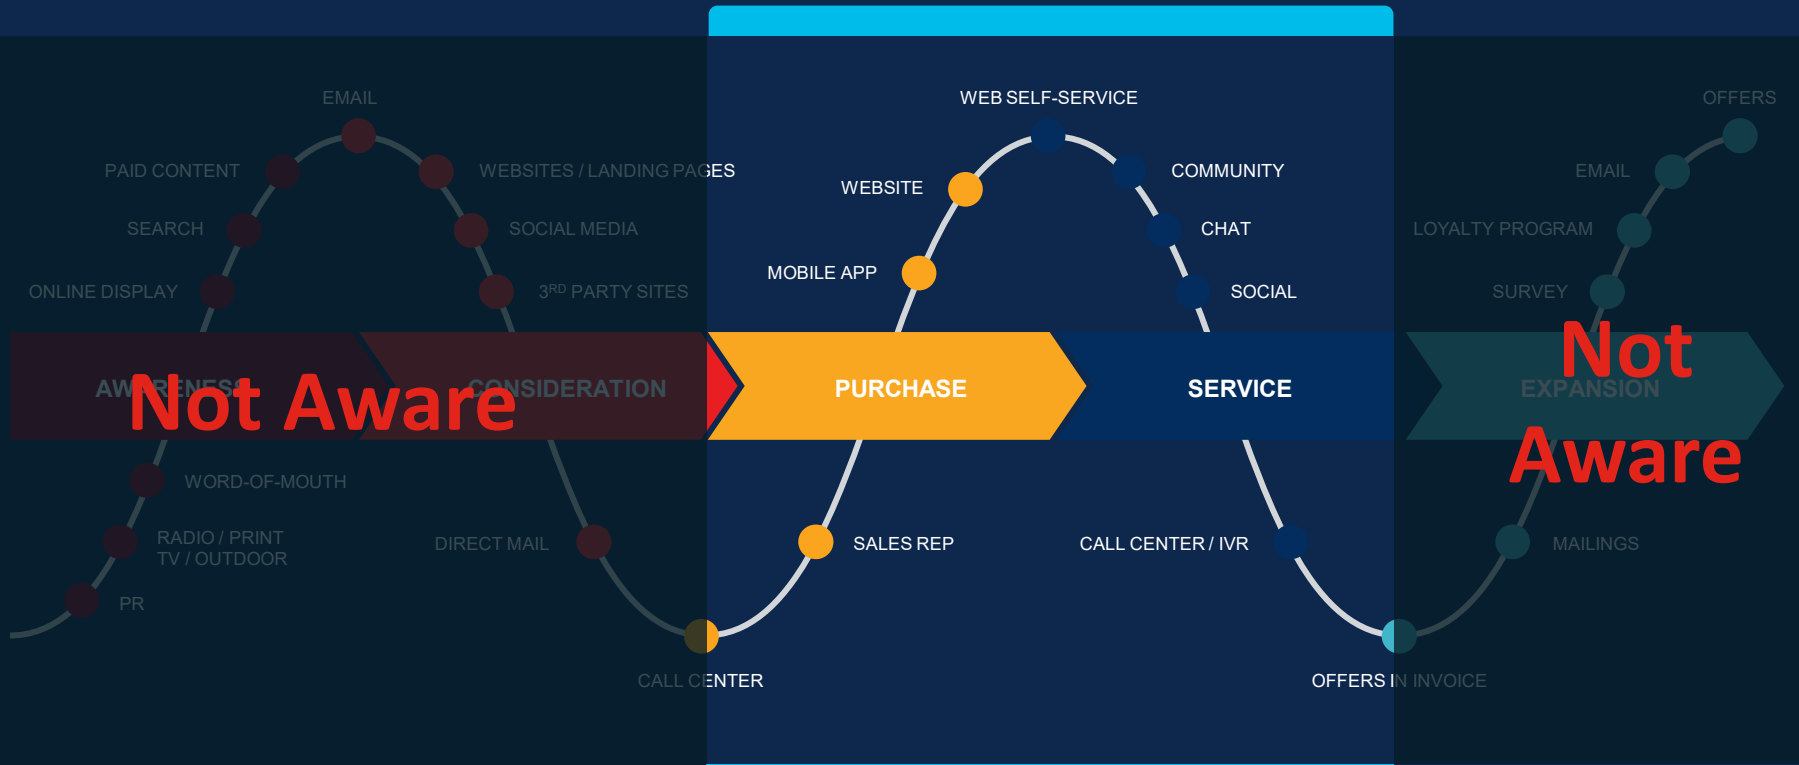 EMAIL
WEB SELF-SERVICE
OFFERS
PAID CONTENT
WEBSITES / LANDING PAGES
COMMUNITY
EMAIL
WEBSITE
SEARCH
SOCIAL MEDIA
CHAT
LOYALTY PROGRAM
MOBILE APP
ONLINE DISPLAY
3RD PARTY SITES
SOCIAL
SURVEY
AWARENESS
CONSIDERATION
PURCHASE
SERVICE
EXPANSION
Not Aware
Not
Aware
WORD-OF-MOUTH
RADIO / PRINT
TV / OUTDOOR
DIRECT MAIL
SALES REP
CALL CENTER / IVR
MAILINGS
PR
CALL CENTER
OFFERS IN INVOICE